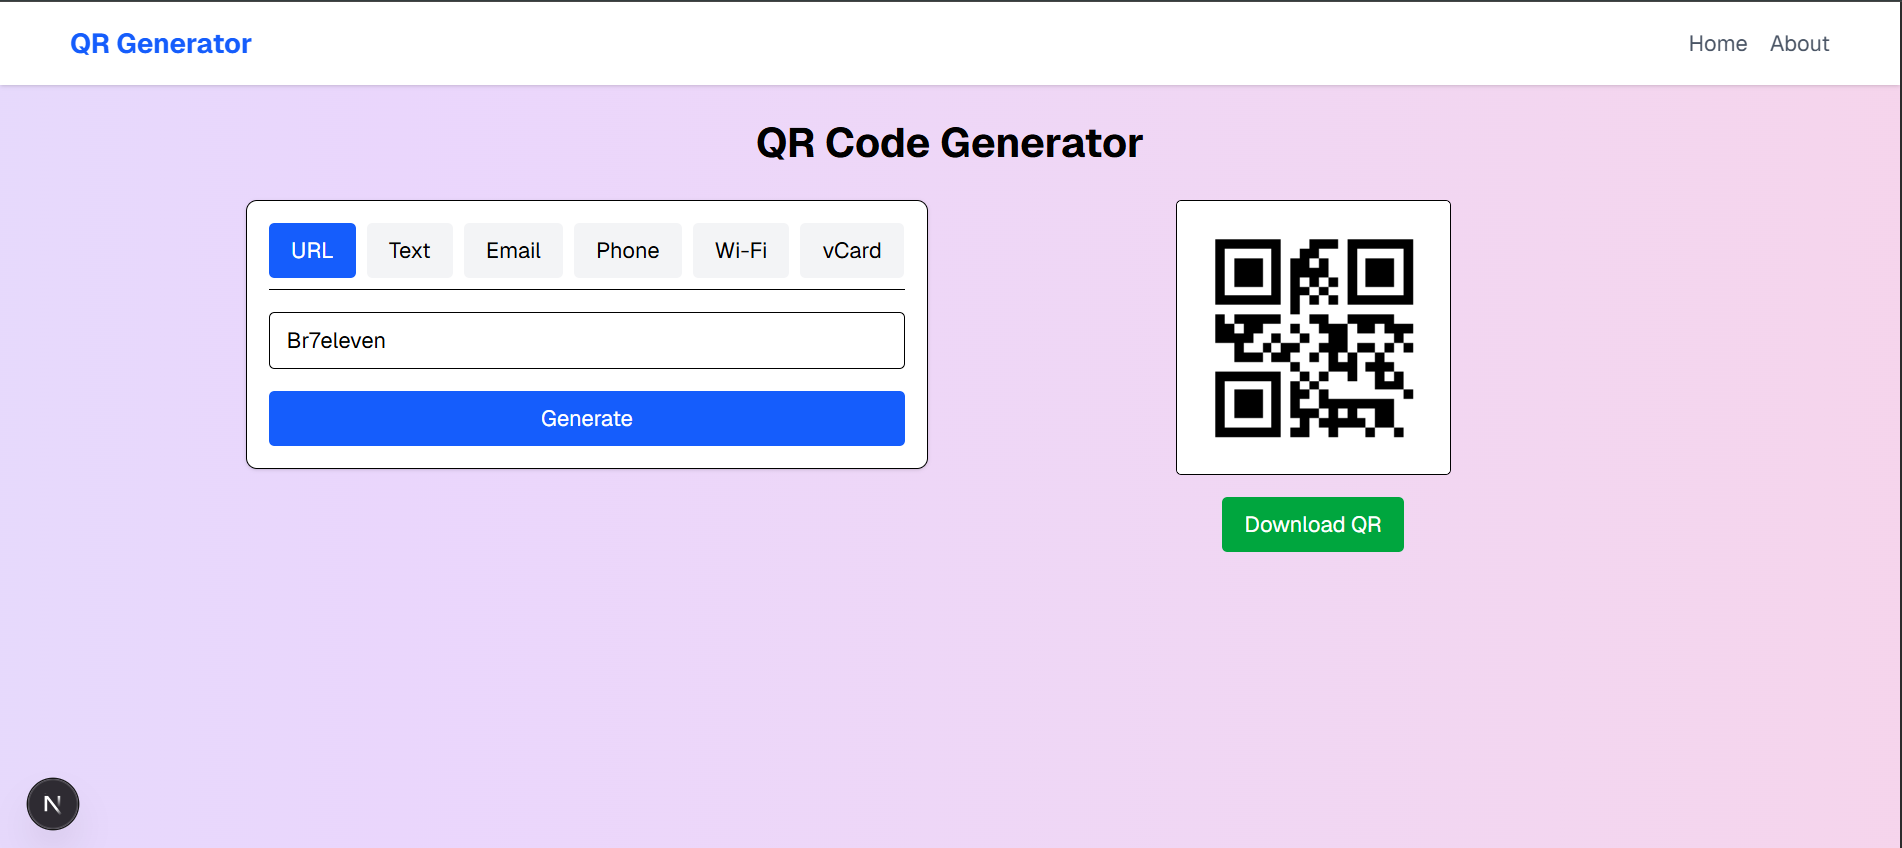 QR Generator
Home About
QR Code Generator
URL Text Email Phone Wi-Fi vCard
Br7eleven
Generate
Download QR
N